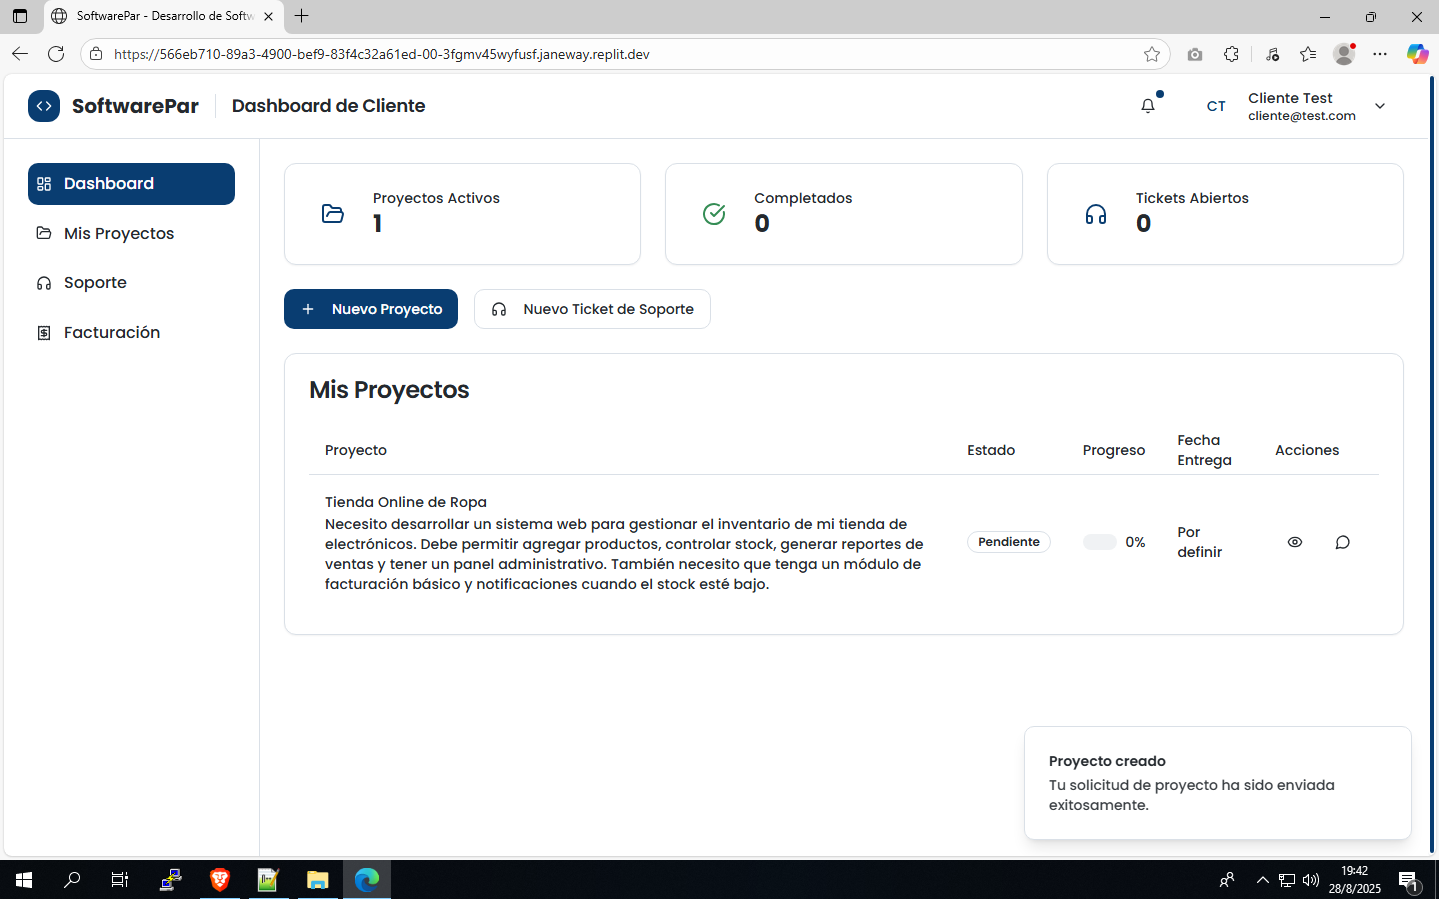 SoftwarePar - Desarrollo de Softw
https://566eb710-89a3-4900-bef9-83f4c32a61ed-00-3fgmv45wyfusf.janeway.replit.dev
SoftwarePar
Dashboard de Cliente
CT
Cliente Test
cliente@test.com
Dashboard
Mis Proyectos
Soporte
Facturación
Proyectos Activos
1
Completados
0
Tickets Abiertos
0
Nuevo Proyecto
Nuevo Ticket de Soporte
Mis Proyectos
Proyecto
Estado
Progreso
Fecha
Entrega
Acciones
Tienda Online de Ropa
Necesito desarrollar un sistema web para gestionar el inventario de mi tienda de
electrónicos. Debe permitir agregar productos, controlar stock, generar reportes de
ventas y tener un panel administrativo. También necesito que tenga un módulo de
facturación básico y notificaciones cuando el stock esté bajo.
Pendiente
0%
Por
definir
Proyecto creado
Tu solicitud de proyecto ha sido enviada
exitosamente.
19:42
28/8/2025
1